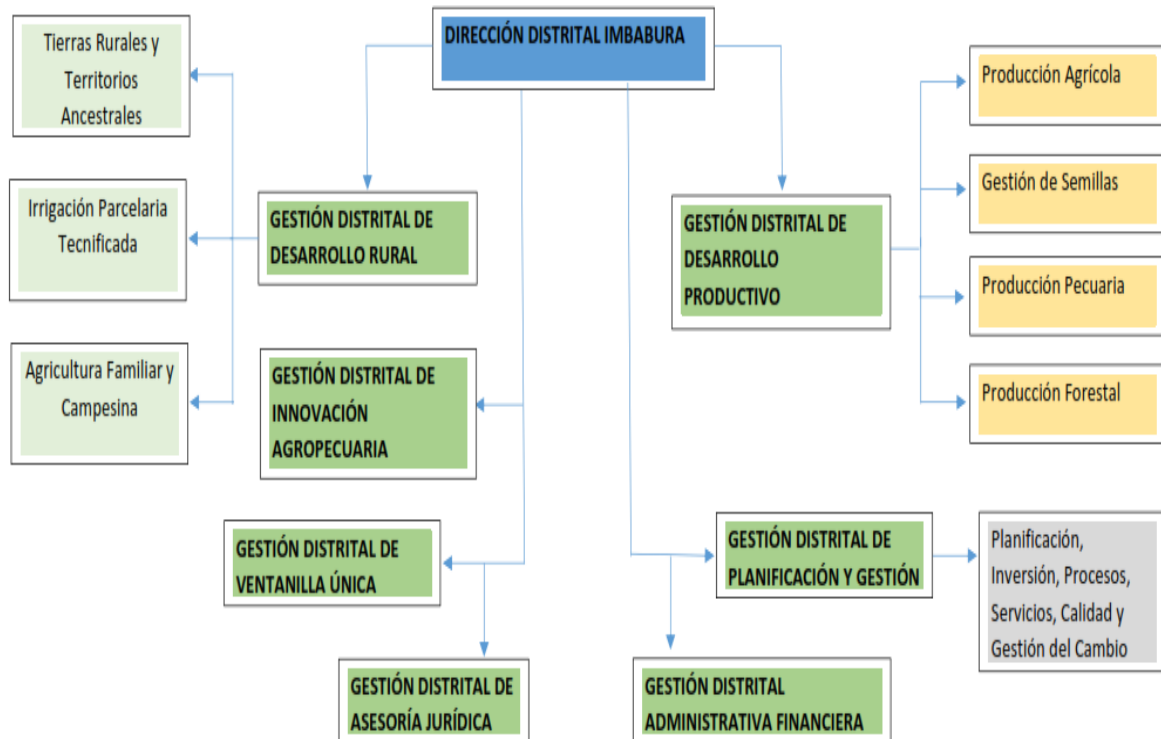 DIRECCIÓN DISTRITAL IMBABURA
Tierras Rurales y
Territorios
Ancestrales
Irrigación Parcelaria
Tecnificada
Agricultura Familiar y
Campesina
GESTIÓN DISTRITAL DE
DESARROLLO RURAL
GESTIÓN DISTRITAL DE
INNOVACIÓN
AGROPECUARIA
GESTIÓN DISTRITAL DE
VENTANILLA ÚNICA
GESTIÓN DISTRITAL DE
ASESORÍA JURÍDICA
GESTIÓN DISTRITAL DE
DESARROLLO
PRODUCTIVO
Producción Agrícola
Gestión de Semillas
Producción Pecuaria
Producción Forestal
GESTIÓN DISTRITAL DE
PLANIFICACIÓN Y GESTIÓN
Planificación,
Inversión, Procesos,
Servicios, Calidad y
Gestión del Cambio
GESTIÓN DISTRITAL
ADMINISTRATIVA FINANCIERA